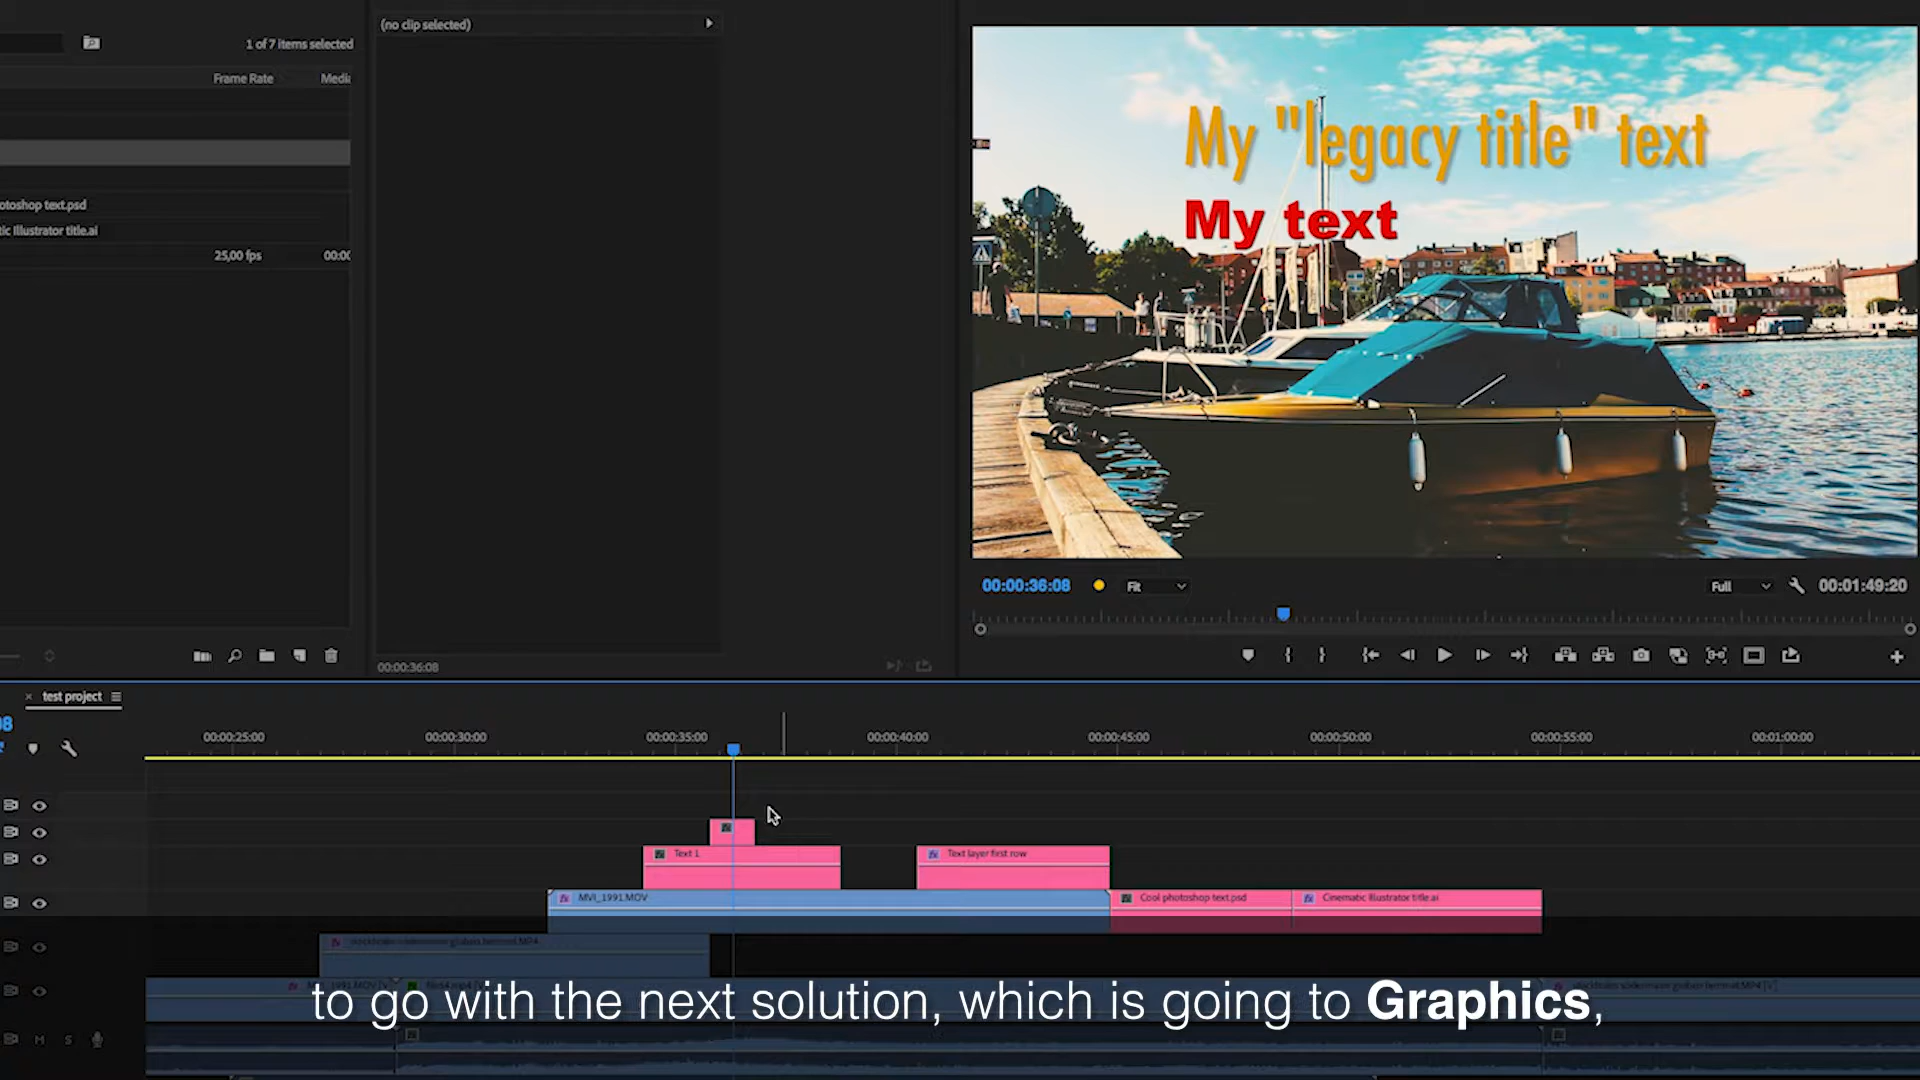 (no clip selected)
1 of 7 items selected
Frame Rate
Media
otoshop text.psd
tic Illustrator title.ai
25,00 fps
00:00
My "legacy title" text
My text
00:00:36:08
Fit
Full
00:01:49:20
00:00:36:08
test project
08
00:00:25:00
00:00:30:00
00:00:35:00
00:00:40:00
00:00:45:00
00:00:50:00
00:00:55:00
00:01:00:00
Text 1
Text layer first row
MVI_1991.MOV
Cool photoshop text.psd
Cinematic Illustrator title.ai
to go with the next solution, which is going to Graphics,
M S